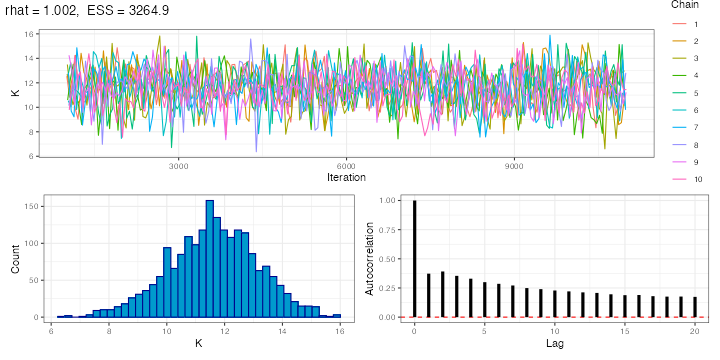 rhat = 1.002,  ESS = 3264.9
Chain
1
2
3
4
5
6
7
8
9
10
K
16
14
12
10
8
6
3000 6000 9000
Iteration
Count
150
100
50
0
6 8 10 12 14 16
K
Autocorrelation
1.00
0.75
0.50
0.25
0.00
0 5 10 15 20
Lag